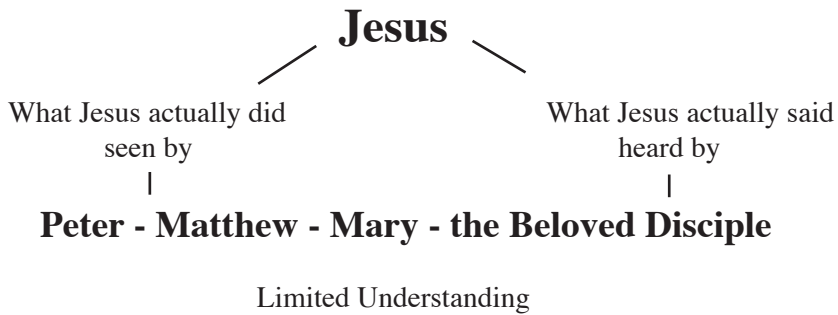 Jesus
What Jesus actually did
seen by
What Jesus actually said
heard by
Peter - Matthew - Mary - the Beloved Disciple
Limited Understanding